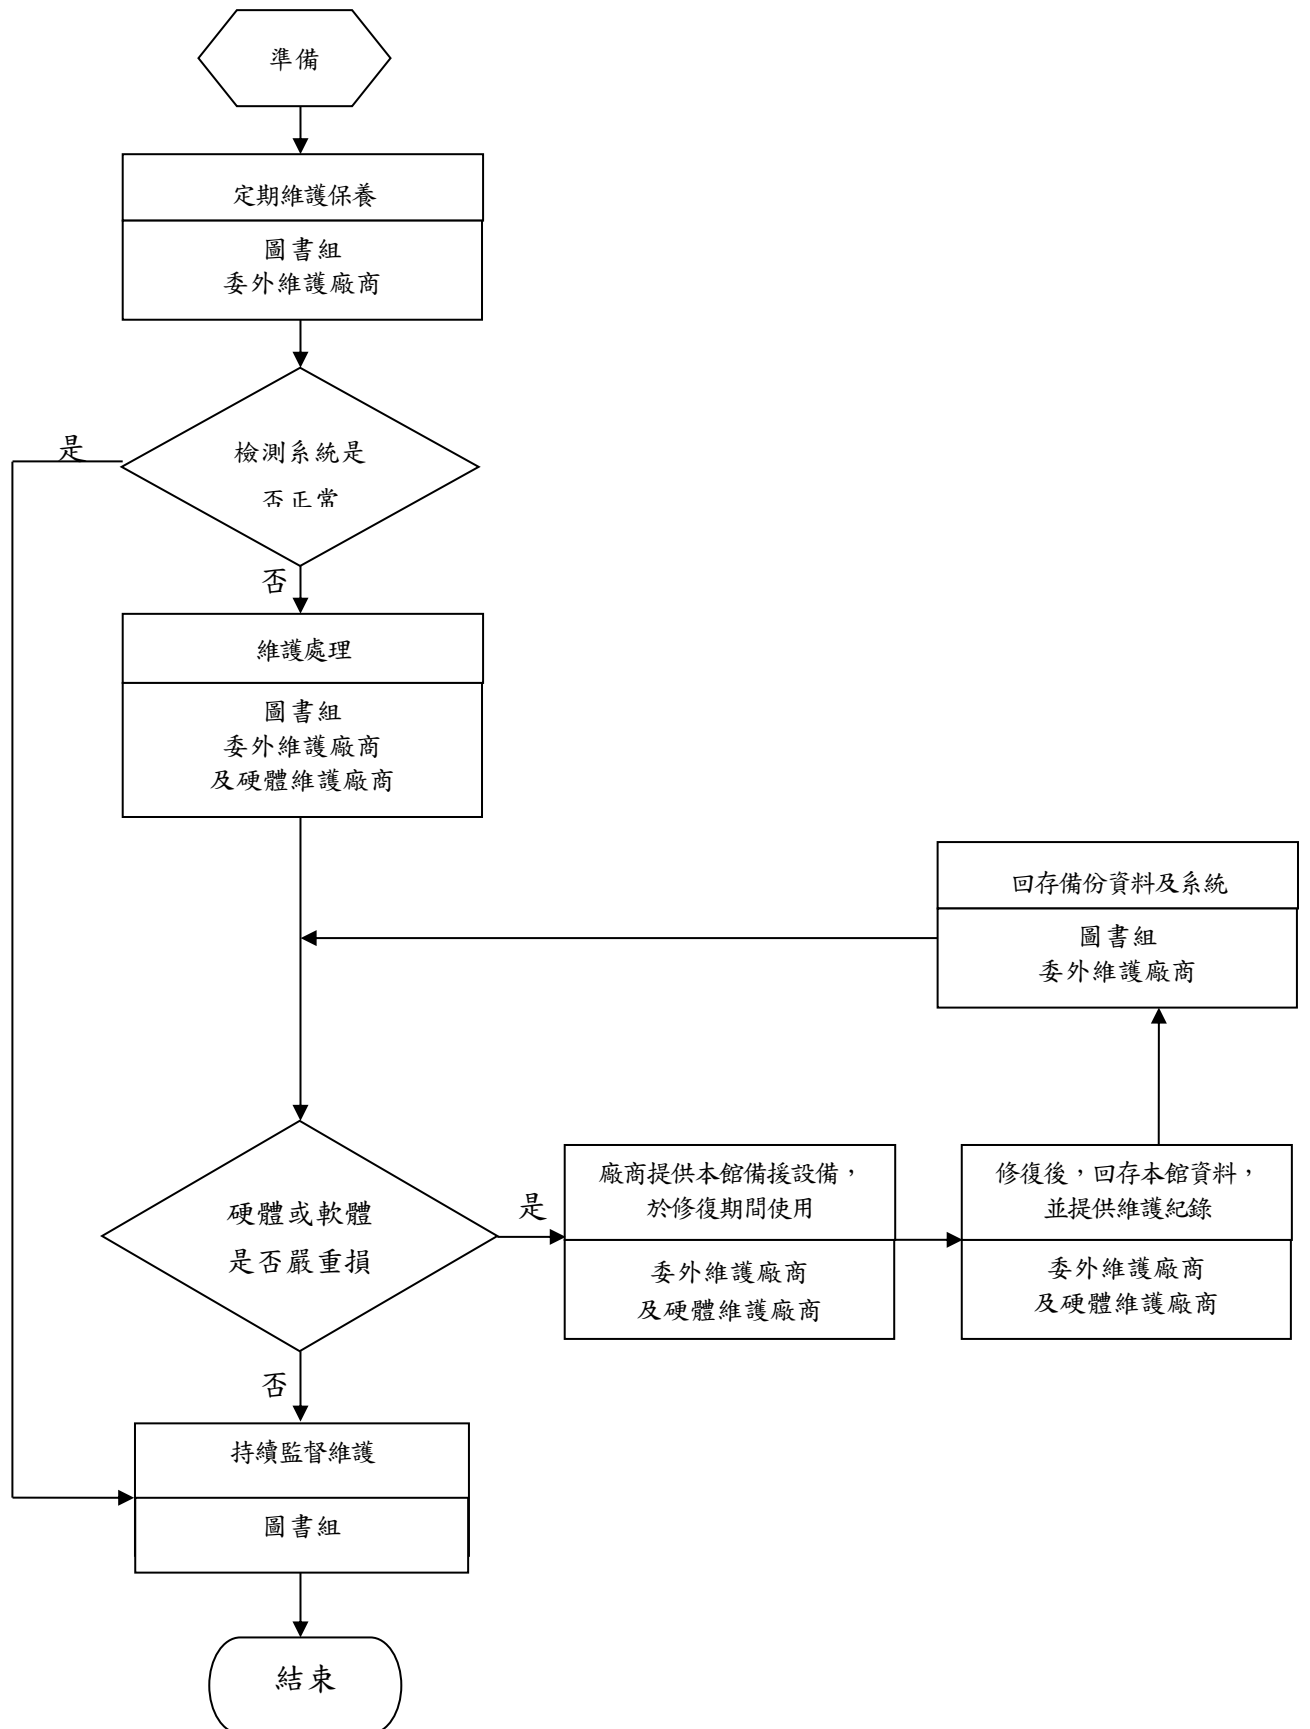 準備
定期維護保養
圖書組
委外維護廠商
是
檢測系統是
否正常
否
維護處理
圖書組
委外維護廠商
及硬體維護廠商
回存備份資料及系統
圖書組
委外維護廠商
硬體或軟體
是否嚴重損
是
廠商提供本館備援設備，
於修復期間使用
委外維護廠商
及硬體維護廠商
修復後，回存本館資料，
並提供維護紀錄
委外維護廠商
及硬體維護廠商
否
持續監督維護
圖書組
結束